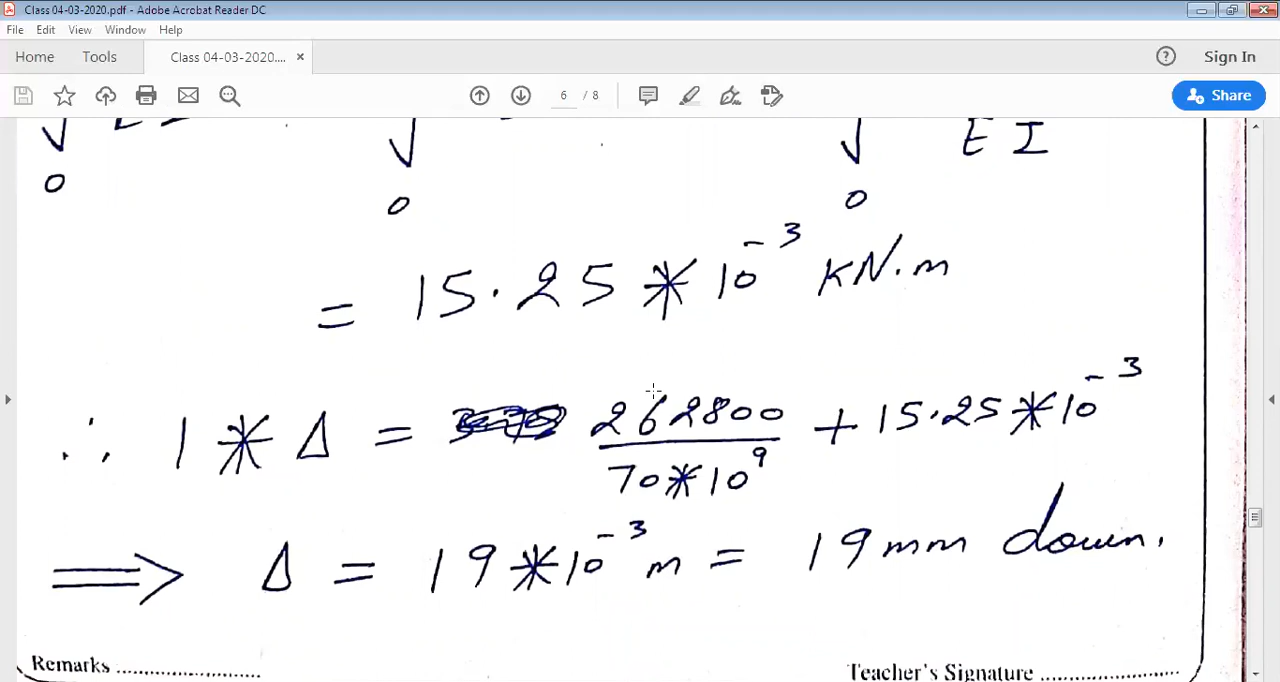 Class 04-03-2020.pdf - Adobe Acrobat Reader DC
File Edit View Window Help
Home Tools Class 04-03-2020.... × ? Sign In
6 / 8 Share
E I
0 0 0
= 15.25 * 10^-3 KN.m
∴ 1 * Δ = 262800 / 70*10^9 + 15.25 * 10^-3
⟹ Δ = 19 * 10^-3 m = 19 mm down.
Remarks ............................ Teacher's Signature ............................